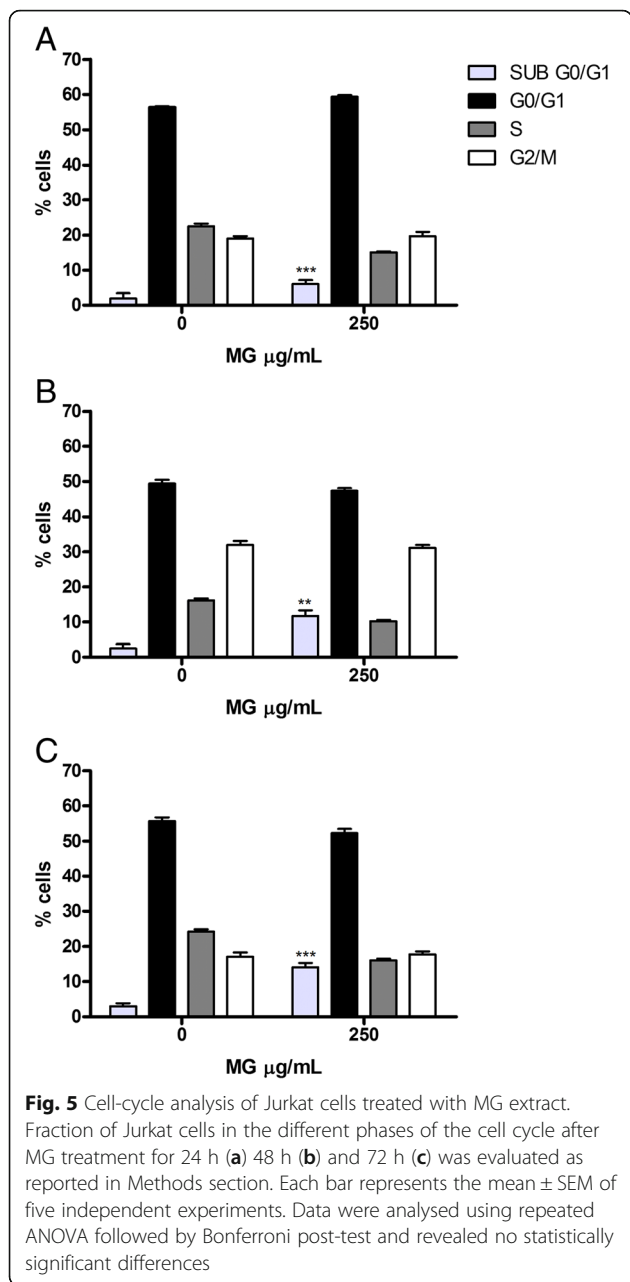 A
70
60
50
40
30
20
10
0
% cells
0
250
MG μg/mL
***
SUB G0/G1
G0/G1
S
G2/M
B
70
60
50
40
30
20
10
0
% cells
0
250
MG μg/mL
**
C
70
60
50
40
30
20
10
0
% cells
0
250
MG μg/mL
***
Fig. 5 Cell-cycle analysis of Jurkat cells treated with MG extract.
Fraction of Jurkat cells in the different phases of the cell cycle after
MG treatment for 24 h (a) 48 h (b) and 72 h (c) was evaluated as
reported in Methods section. Each bar represents the mean ± SEM of
five independent experiments. Data were analysed using repeated
ANOVA followed by Bonferroni post-test and revealed no statistically
significant differences